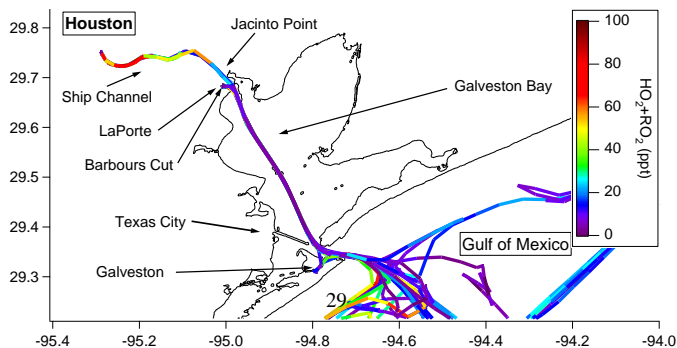 Houston
Jacinto Point
Ship Channel
LaPorte
Barbours Cut
Texas City
Galveston
Galveston Bay
Gulf of Mexico
29
29.8
29.7
29.6
29.5
29.4
29.3
-95.4
-95.2
-95.0
-94.8
-94.6
-94.4
-94.2
-94.0
100
80
60
40
20
0
HO2+RO2 (ppt)